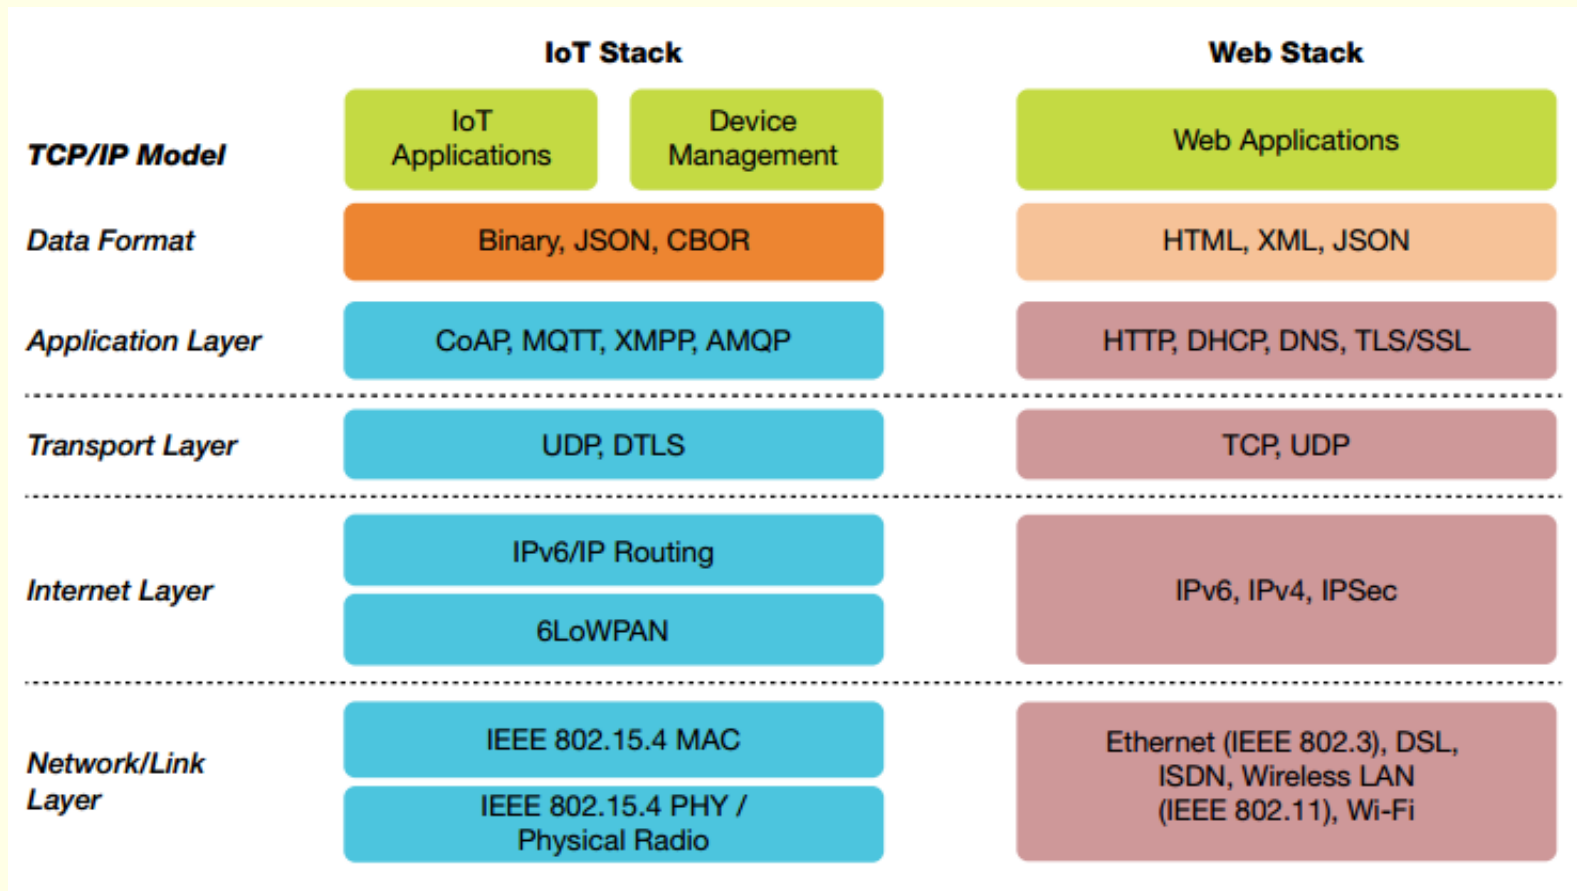 IoT Stack
Web Stack
TCP/IP Model
IoT
Applications
Device
Management
Web Applications
Data Format
Binary, JSON, CBOR
HTML, XML, JSON
Application Layer
CoAP, MQTT, XMPP, AMQP
HTTP, DHCP, DNS, TLS/SSL
Transport Layer
UDP, DTLS
TCP, UDP
Internet Layer
IPv6/IP Routing
6LoWPAN
IPv6, IPv4, IPSec
Network/Link
Layer
IEEE 802.15.4 MAC
IEEE 802.15.4 PHY /
Physical Radio
Ethernet (IEEE 802.3), DSL,
ISDN, Wireless LAN
(IEEE 802.11), Wi-Fi